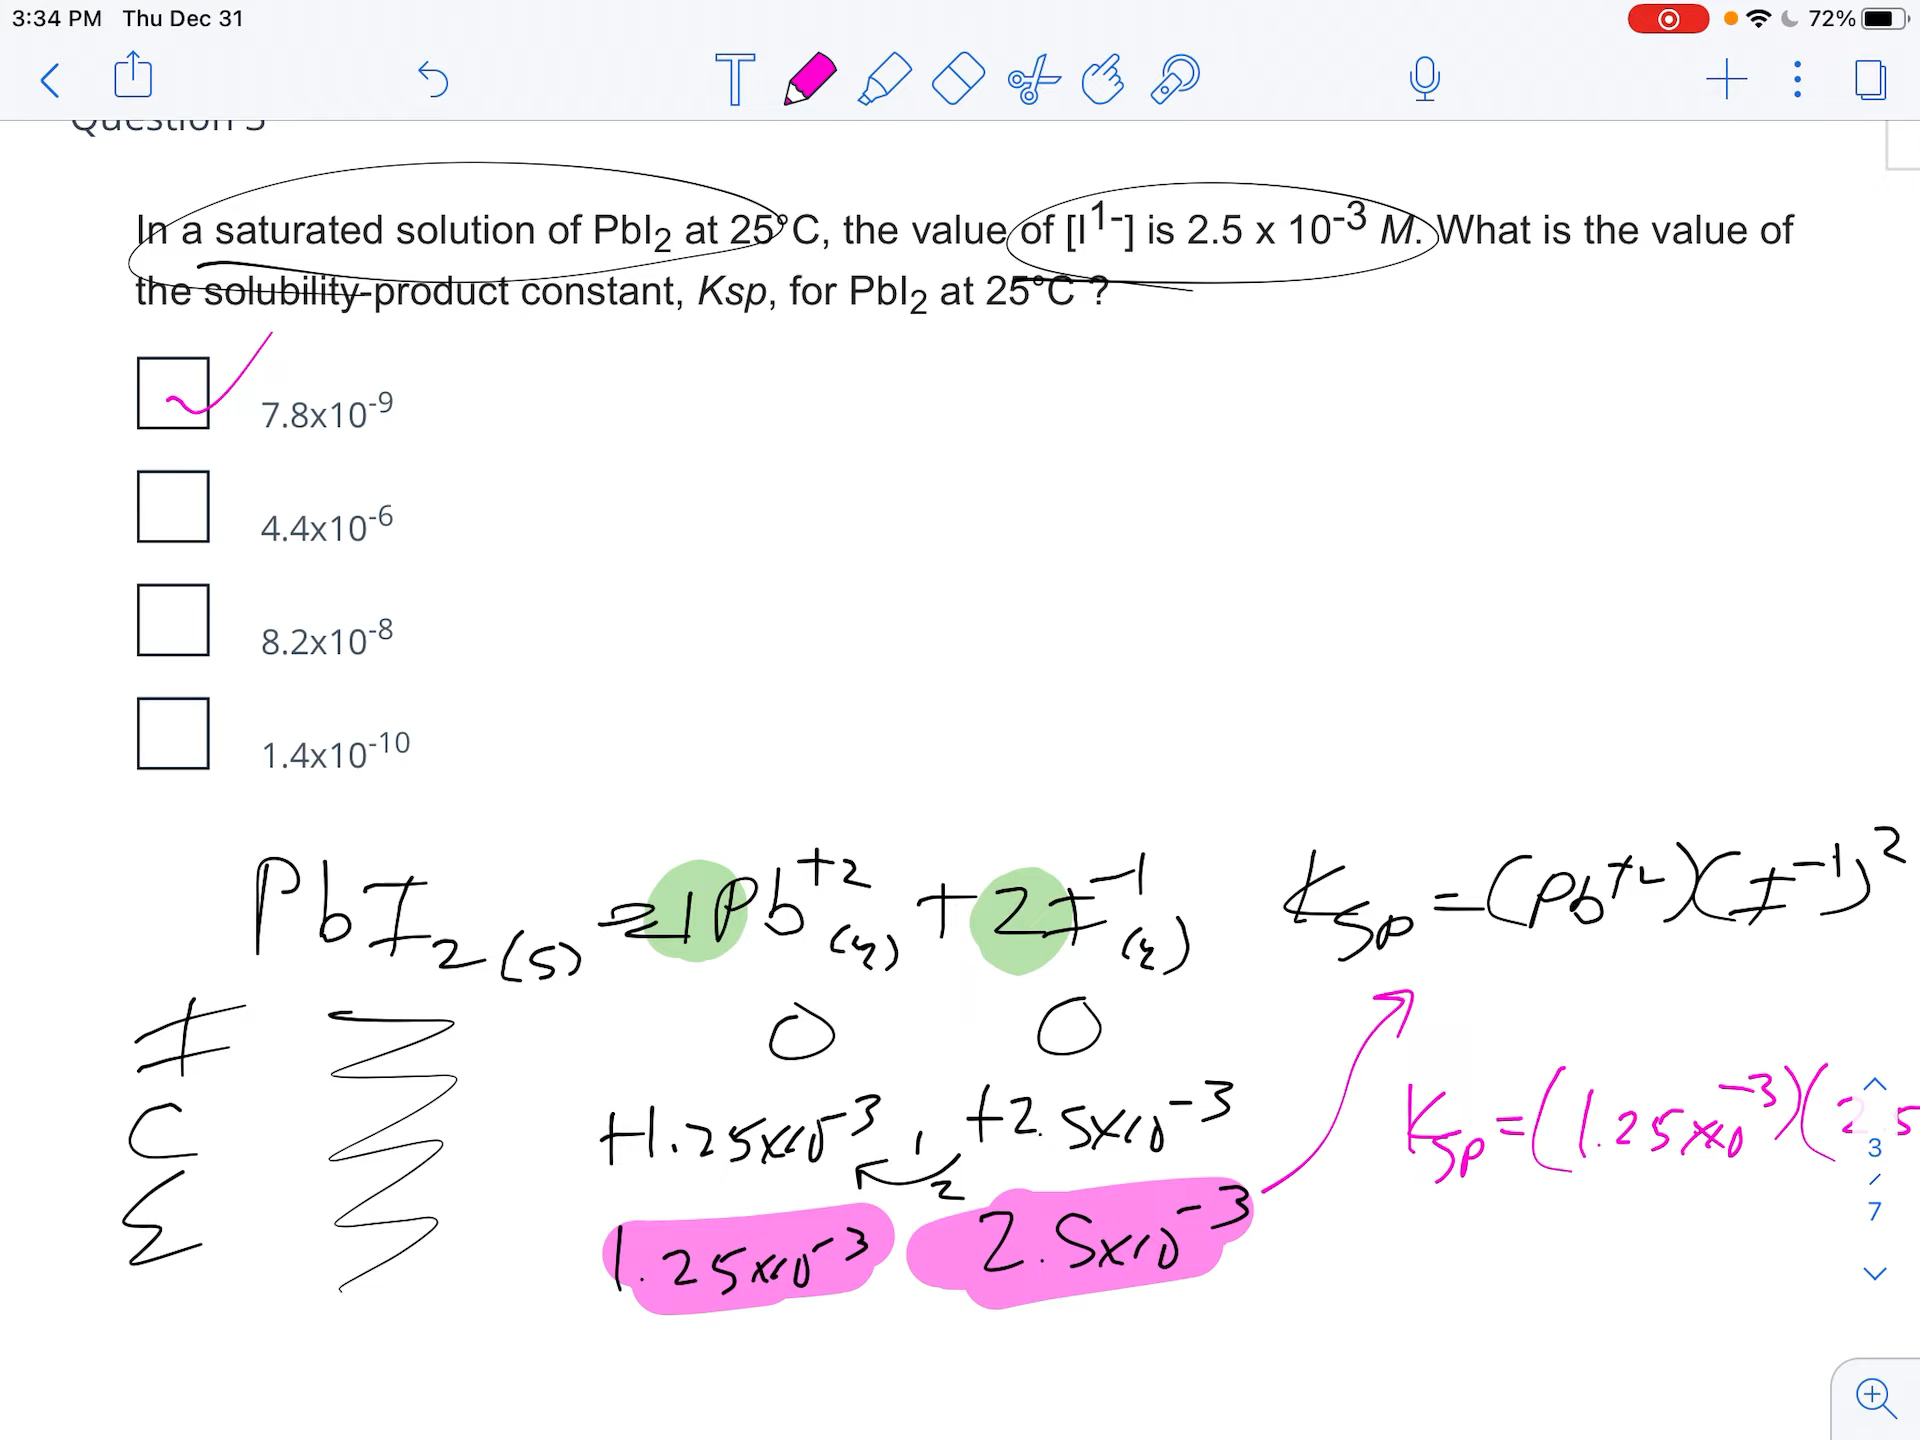 3:34 PM Thu Dec 31
72%
Question 5
In a saturated solution of PbI₂ at 25°C, the value of [I¹⁻] is 2.5 x 10⁻³ M. What is the value of
the solubility-product constant, Ksp, for PbI₂ at 25°C ?
7.8x10⁻⁹
4.4x10⁻⁶
8.2x10⁻⁸
1.4x10⁻¹⁰
PbI₂(s) ⇌ 1Pb⁺² + 2I⁻¹
Ksp = (Pb⁺²)(I⁻¹)²
I 0 0
C +1.25x10⁻³ +2.5x10⁻³
1
2
E 1.25x10⁻³ 2.5x10⁻³
Ksp = (1.25x10⁻³)(2.5
3
/
7